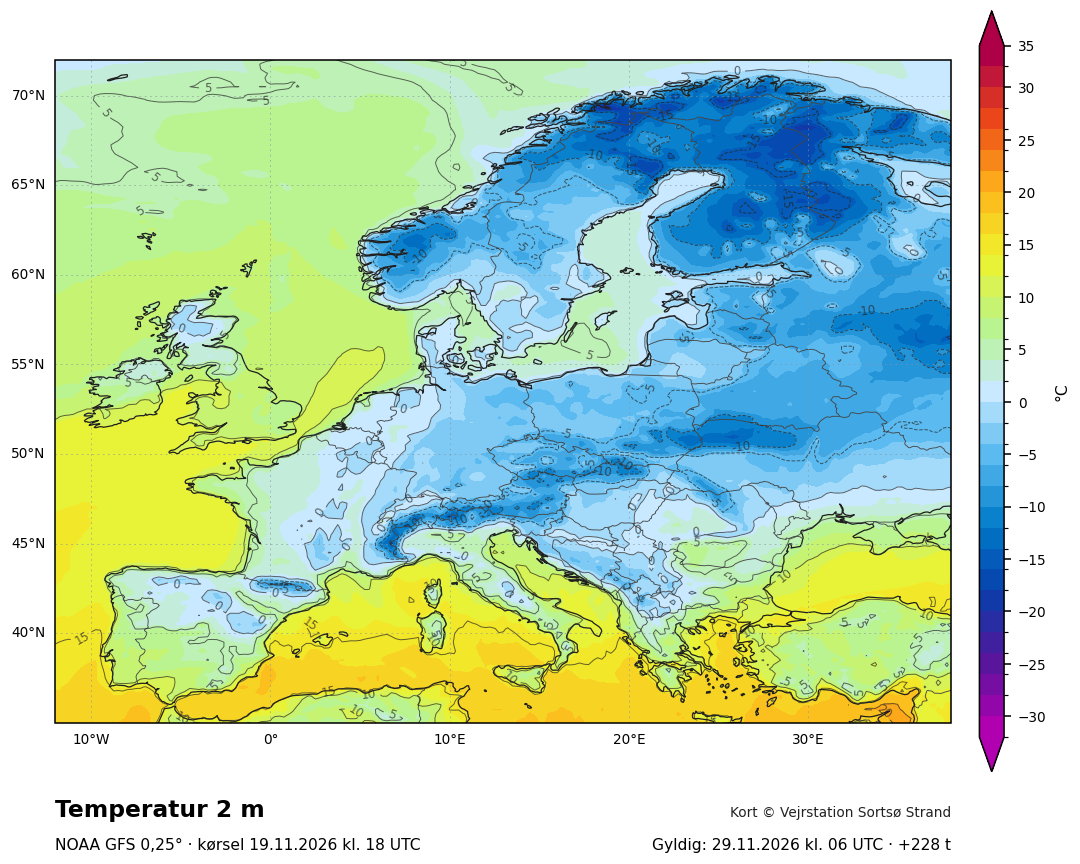 70°N
65°N
60°N
55°N
50°N
45°N
40°N
10°W
0°
10°E
20°E
30°E
35
30
25
20
15
10
5
0
−5
−10
−15
−20
−25
−30
°C
Temperatur 2 m
Kort © Vejrstation Sortsø Strand
NOAA GFS 0,25° · kørsel 19.11.2026 kl. 18 UTC
Gyldig: 29.11.2026 kl. 06 UTC · +228 t